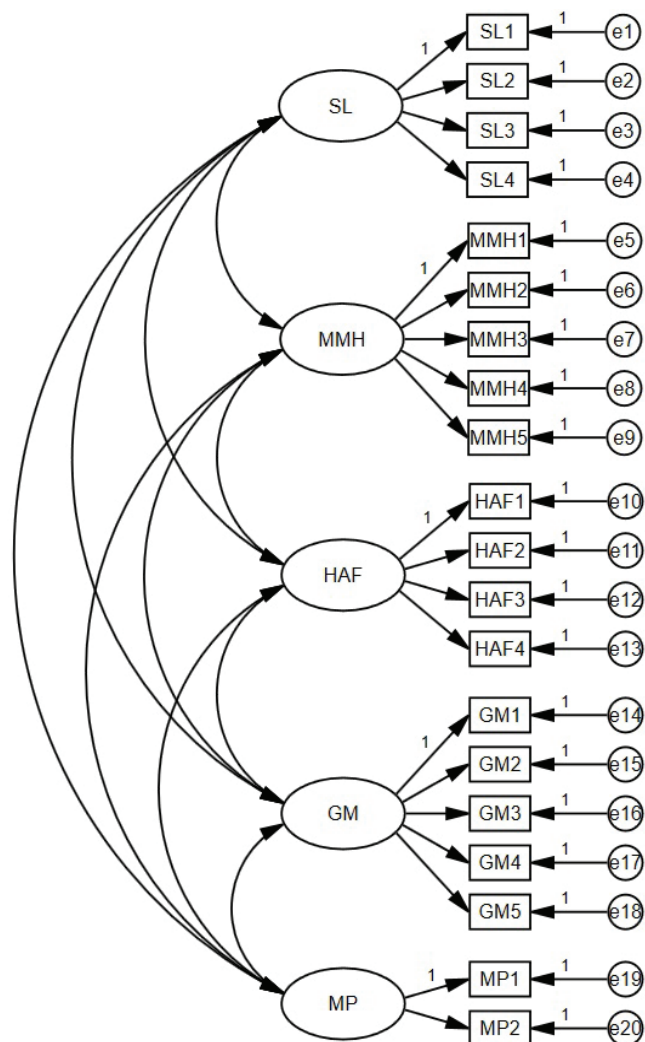 SL
1
SL1
1
e1
SL2
1
e2
SL3
1
e3
SL4
1
e4
MMH
1
MMH1
1
e5
MMH2
1
e6
MMH3
1
e7
MMH4
1
e8
MMH5
1
e9
HAF
1
HAF1
1
e10
HAF2
1
e11
HAF3
1
e12
HAF4
1
e13
GM
1
GM1
1
e14
GM2
1
e15
GM3
1
e16
GM4
1
e17
GM5
1
e18
MP
1
MP1
1
e19
MP2
1
e20